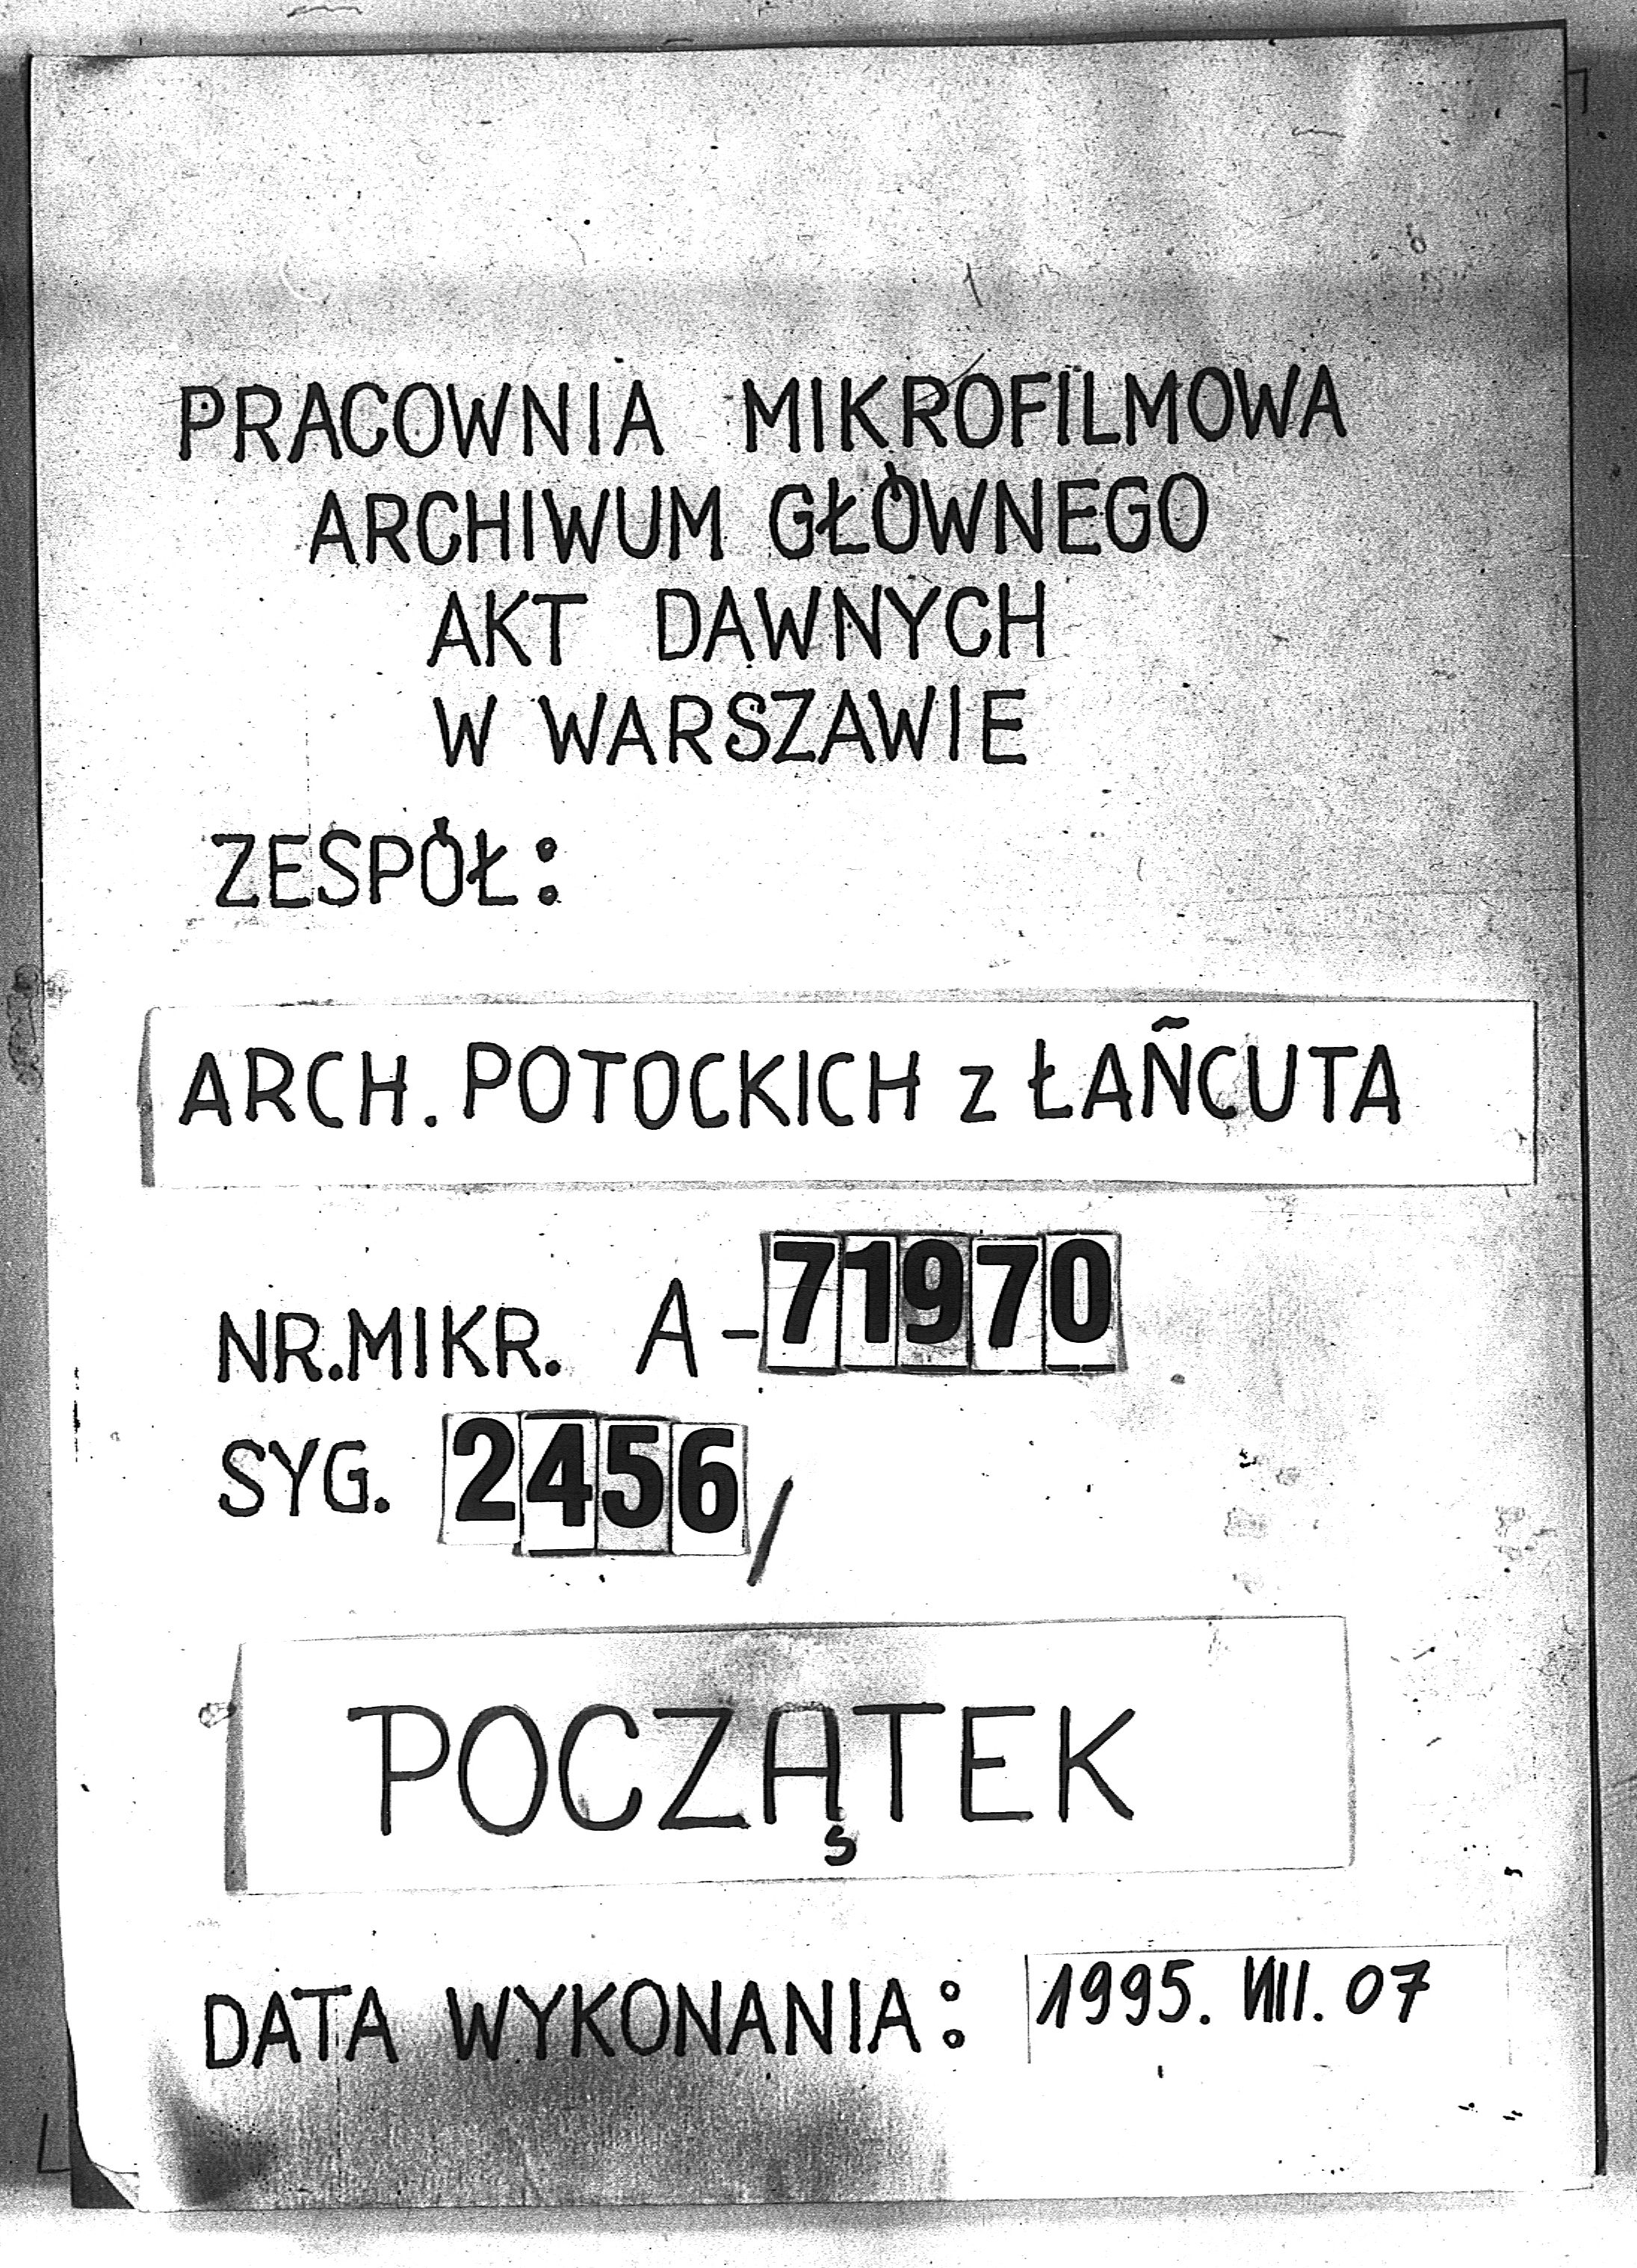 PRACOWNIA MIKROFILMOWA
ARCHIWUM GŁÓWNEGO
AKT DAWNYCH
W WARSZAWIE
ZESPÓŁ:
ARCH. POTOCKICH z ŁAŃCUTA
NR.MIKR. A-71970
SYG. 2456/
POCZĄTEK
DATA WYKONANIA: 1995. VIII. 07